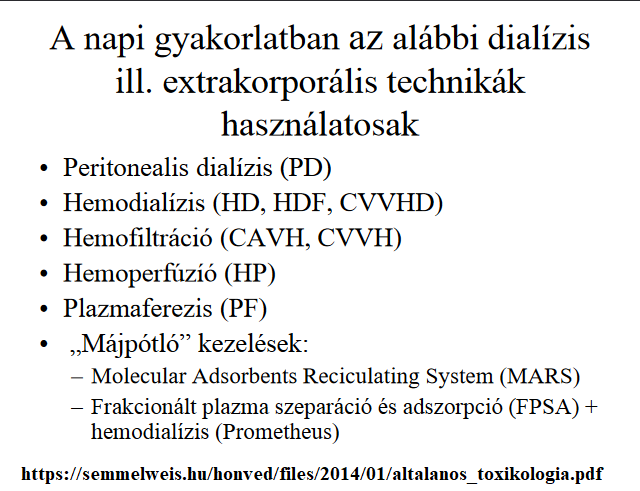 A napi gyakorlatban az alábbi dialízis
ill. extrakorporális technikák
használatosak
• Peritonealis dialízis (PD)
• Hemodialízis (HD, HDF, CVVHD)
• Hemofiltráció (CAVH, CVVH)
• Hemoperfúzíó (HP)
• Plazmaferezis (PF)
• „Májpótló” kezelések:
– Molecular Adsorbents Reciculating System (MARS)
– Frakcionált plazma szeparáció és adszorpció (FPSA) +
hemodialízis (Prometheus)
https://semmelweis.hu/honved/files/2014/01/altalanos_toxikologia.pdf